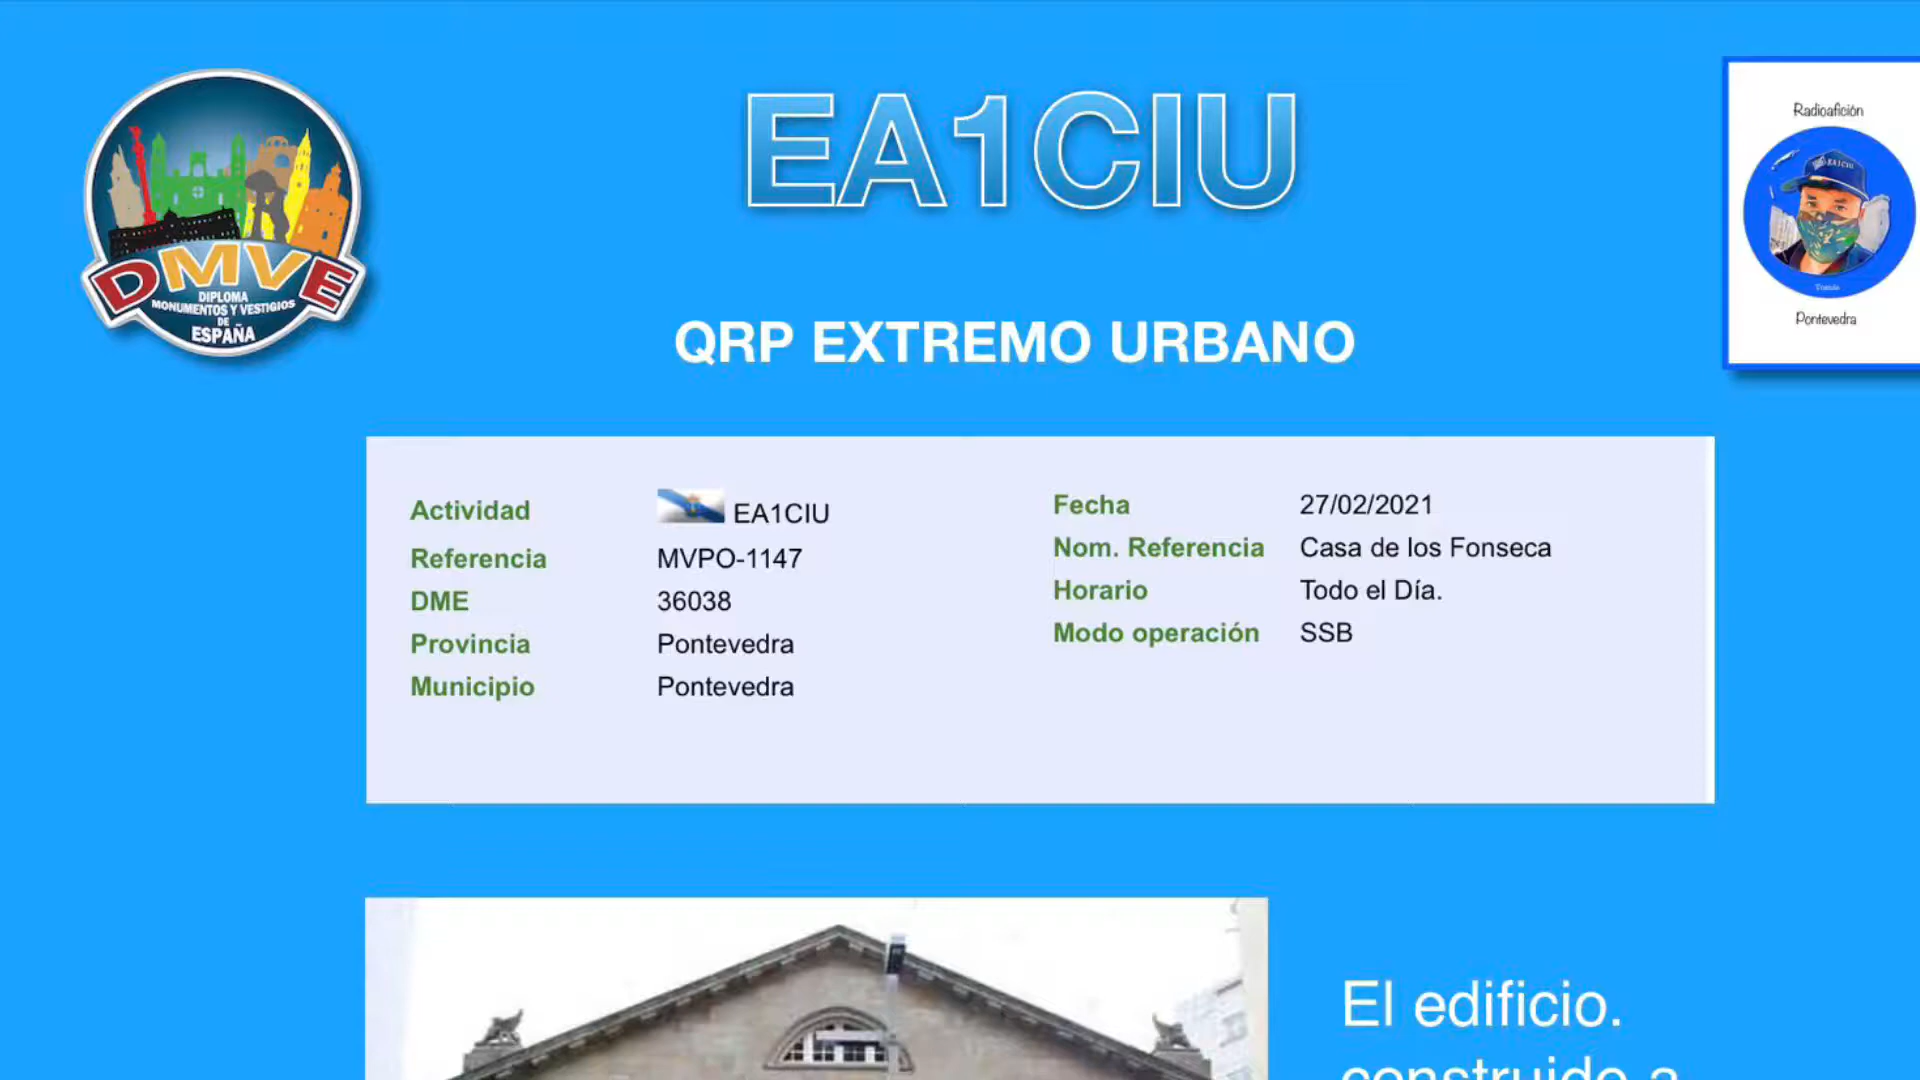 EA1CIU
QRP EXTREMO URBANO
DMVE
DIPLOMA
MONUMENTOS Y VESTIGIOS
DE
ESPAÑA
Radioafición
EA1CIU
Pontevedra
Actividad EA1CIU
Referencia MVPO-1147
DME 36038
Provincia Pontevedra
Municipio Pontevedra
Fecha 27/02/2021
Nom. Referencia Casa de los Fonseca
Horario Todo el Día.
Modo operación SSB
El edificio.
construido a